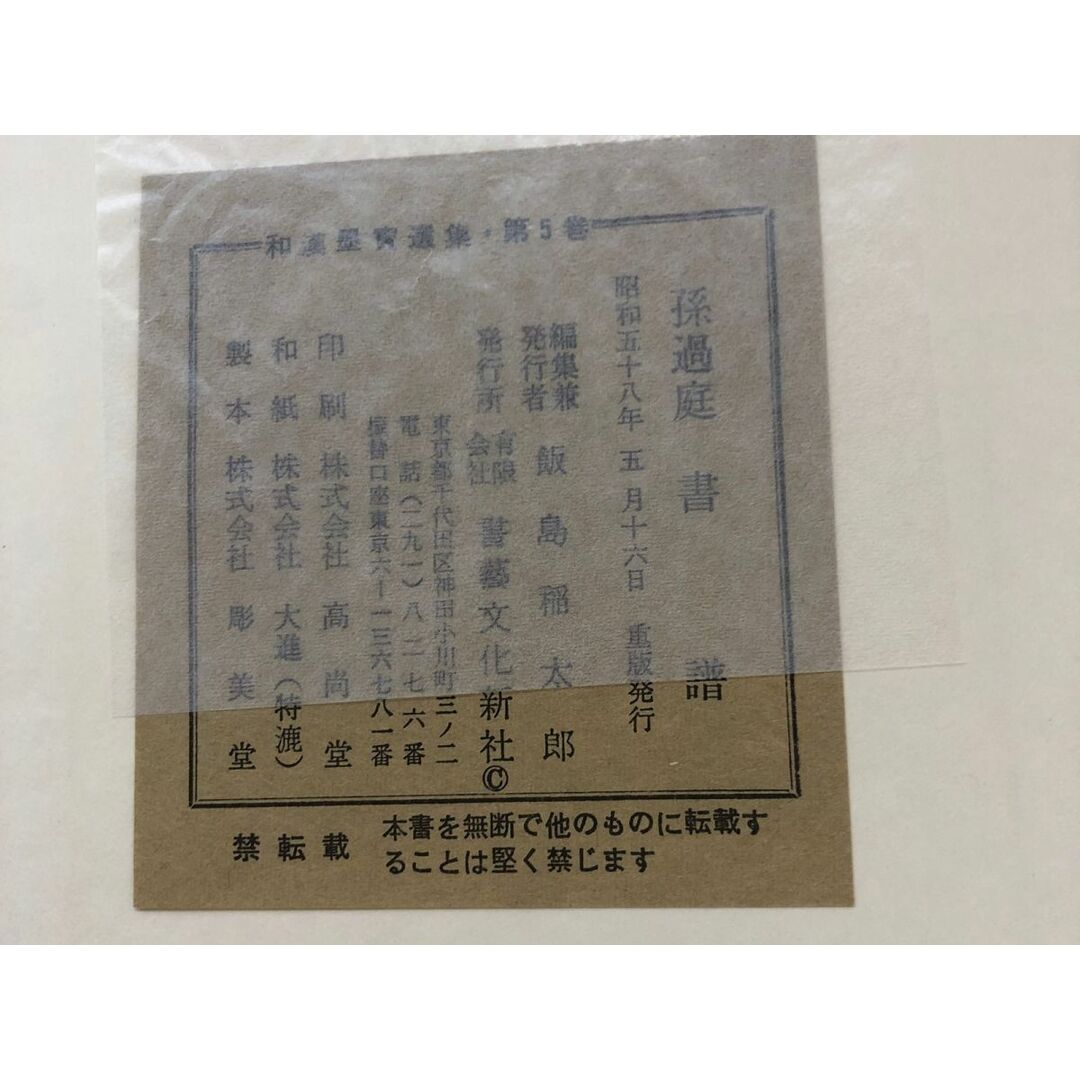 和漢墨寳選集・第5巻
孫過庭 書 譜
昭和五十八年 五 月十六日 重版発行
編集兼
発行者 飯 島 稲 太 郎
発行所 有限会社 書藝文化新社©
東京都千代田区神田小川町三ノ二
電 話(二九一)八 二 一 七 六 番
振替口座東京六ー一三六七八一番
印 刷 株式会社 高 尚 堂
和 紙 株式会社 大進(特漉)
製 本 株式会社 彫 美 堂
禁 転 載
本書を無断で他のものに転載す
ることは堅く禁じます